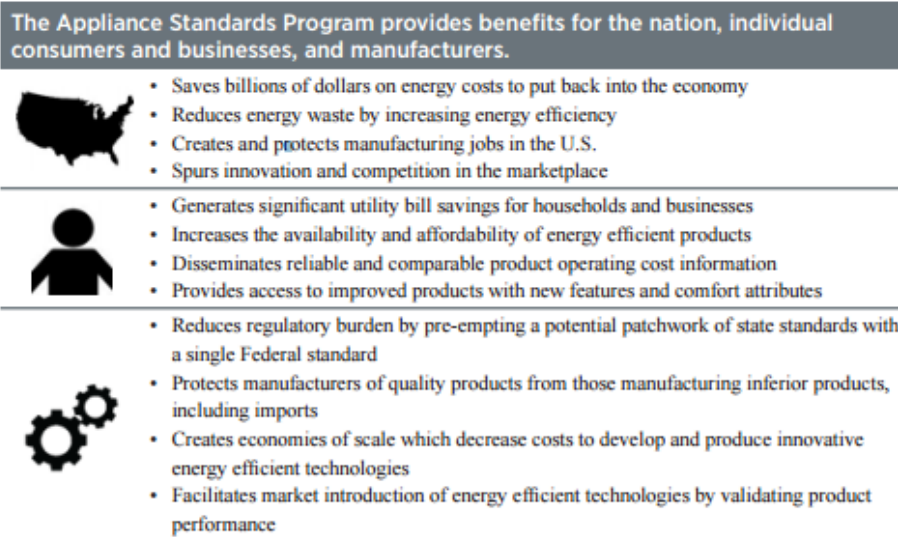 The Appliance Standards Program provides benefits for the nation, individual
consumers and businesses, and manufacturers.
• Saves billions of dollars on energy costs to put back into the economy
• Reduces energy waste by increasing energy efficiency
• Creates and protects manufacturing jobs in the U.S.
• Spurs innovation and competition in the marketplace
• Generates significant utility bill savings for households and businesses
• Increases the availability and affordability of energy efficient products
• Disseminates reliable and comparable product operating cost information
• Provides access to improved products with new features and comfort attributes
• Reduces regulatory burden by pre-empting a potential patchwork of state standards with
a single Federal standard
• Protects manufacturers of quality products from those manufacturing inferior products,
including imports
• Creates economies of scale which decrease costs to develop and produce innovative
energy efficient technologies
• Facilitates market introduction of energy efficient technologies by validating product
performance